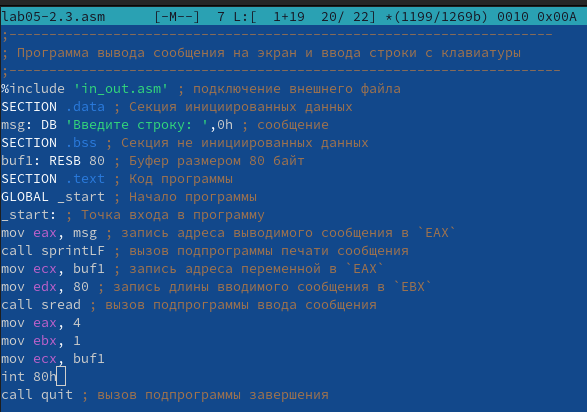 lab05-2.3.asm [-M--] 7 L:[ 1+19 20/ 22] *(1199/1269b) 0010 0x00A
;------------------------------------------------------------
; Программа вывода сообщения на экран и ввода строки с клавиатуры
;-------------------------------------------------------------
%include 'in_out.asm' ; подключение внешнего файла
SECTION .data ; Секция инициированных данных
msg: DB 'Введите строку: ',0h ; сообщение
SECTION .bss ; Секция не инициированных данных
buf1: RESB 80 ; Буфер размером 80 байт
SECTION .text ; Код программы
GLOBAL _start ; Начало программы
_start: ; Точка входа в программу
mov eax, msg ; запись адреса выводимого сообщения в `EAX`
call sprintLF ; вызов подпрограммы печати сообщения
mov ecx, buf1 ; запись адреса переменной в `EAX`
mov edx, 80 ; запись длины вводимого сообщения в `EBX`
call sread ; вызов подпрограммы ввода сообщения
mov eax, 4
mov ebx, 1
mov ecx, buf1
int 80h
call quit ; вызов подпрограммы завершения